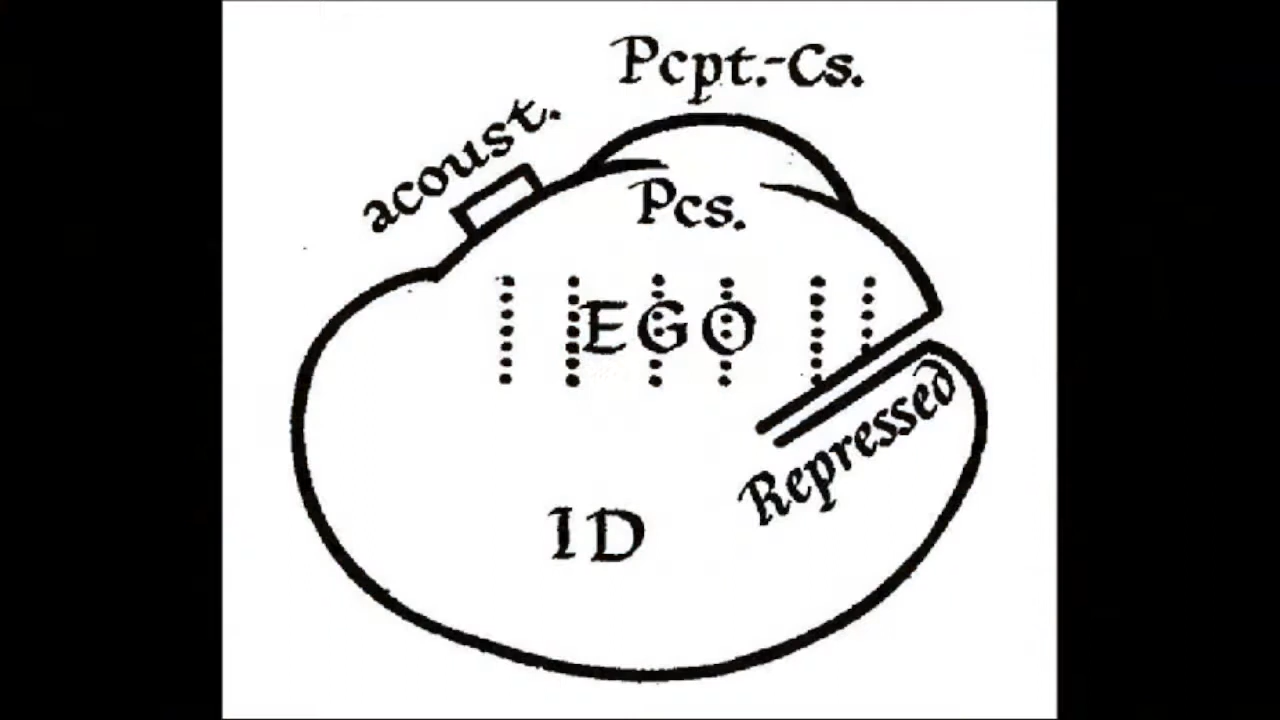 Pcpt.-Cs.
acoust.
Pcs.
EGO
Repressed
ID